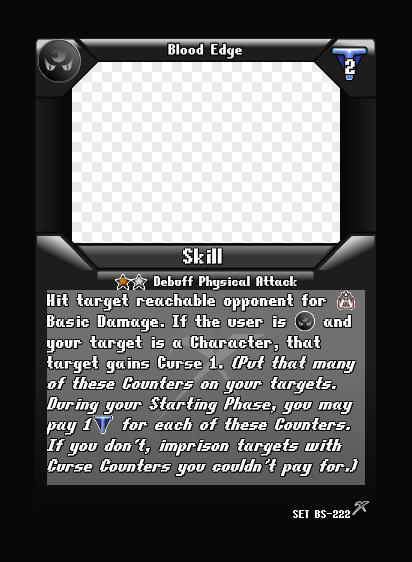 Blood Edge
2
Skill
Debuff Physical Attack
Hit target reachable opponent for
Basic Damage. If the user is and
your target is a Character, that
target gains Curse 1. (Put that many
of these Counters on your targets.
During your Starting Phase, you may
pay 1 for each of these Counters.
If you don't, imprison targets with
Curse Counters you couldn't pay for.)
SET BS-222